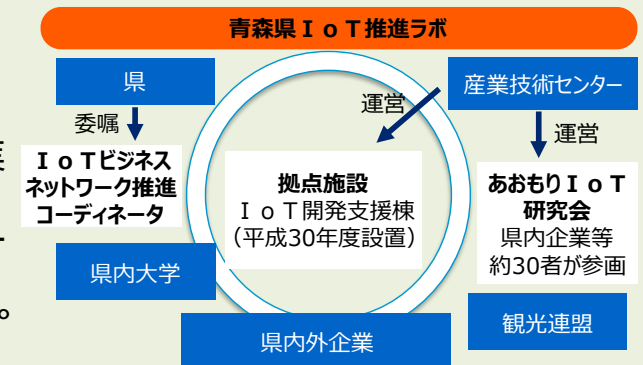 青森県ＩｏＴ推進ラボ
県
産業技術センター
委嘱
運営
運営
ＩｏＴビジネス
ネットワーク推進
コーディネータ
拠点施設
ＩｏＴ開発支援棟
（平成30年度設置）
あおもりＩｏＴ
研究会
県内企業等
約30者が参画
県内大学
観光連盟
県内外企業
。